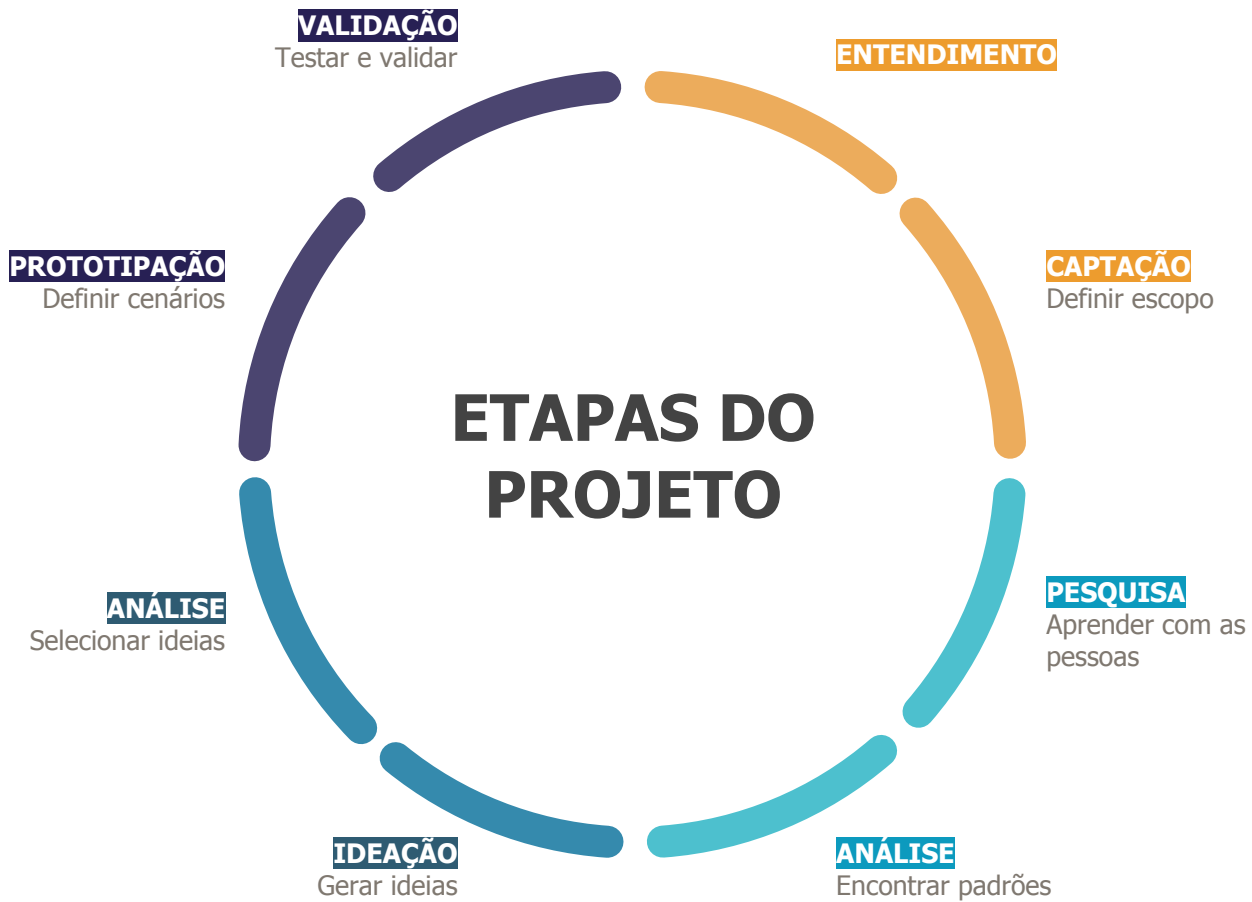 VALIDAÇÃO
Testar e validar
ENTENDIMENTO
PROTOTIPAÇÃO
Definir cenários
CAPTAÇÃO
Definir escopo
ETAPAS DO
PROJETO
ANÁLISE
Selecionar ideias
PESQUISA
Aprender com as
pessoas
IDEAÇÃO
Gerar ideias
ANÁLISE
Encontrar padrões